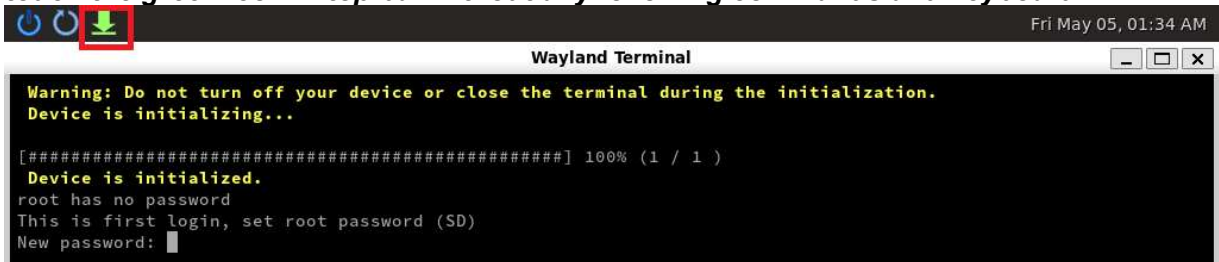 Fri May 05, 01:34 AM
Wayland Terminal
Warning: Do not turn off your device or close the terminal during the initialization.
Device is initializing...
[##################################################] 100% (1 / 1 )
Device is initialized.
root has no password
This is first login, set root password (SD)
New password: